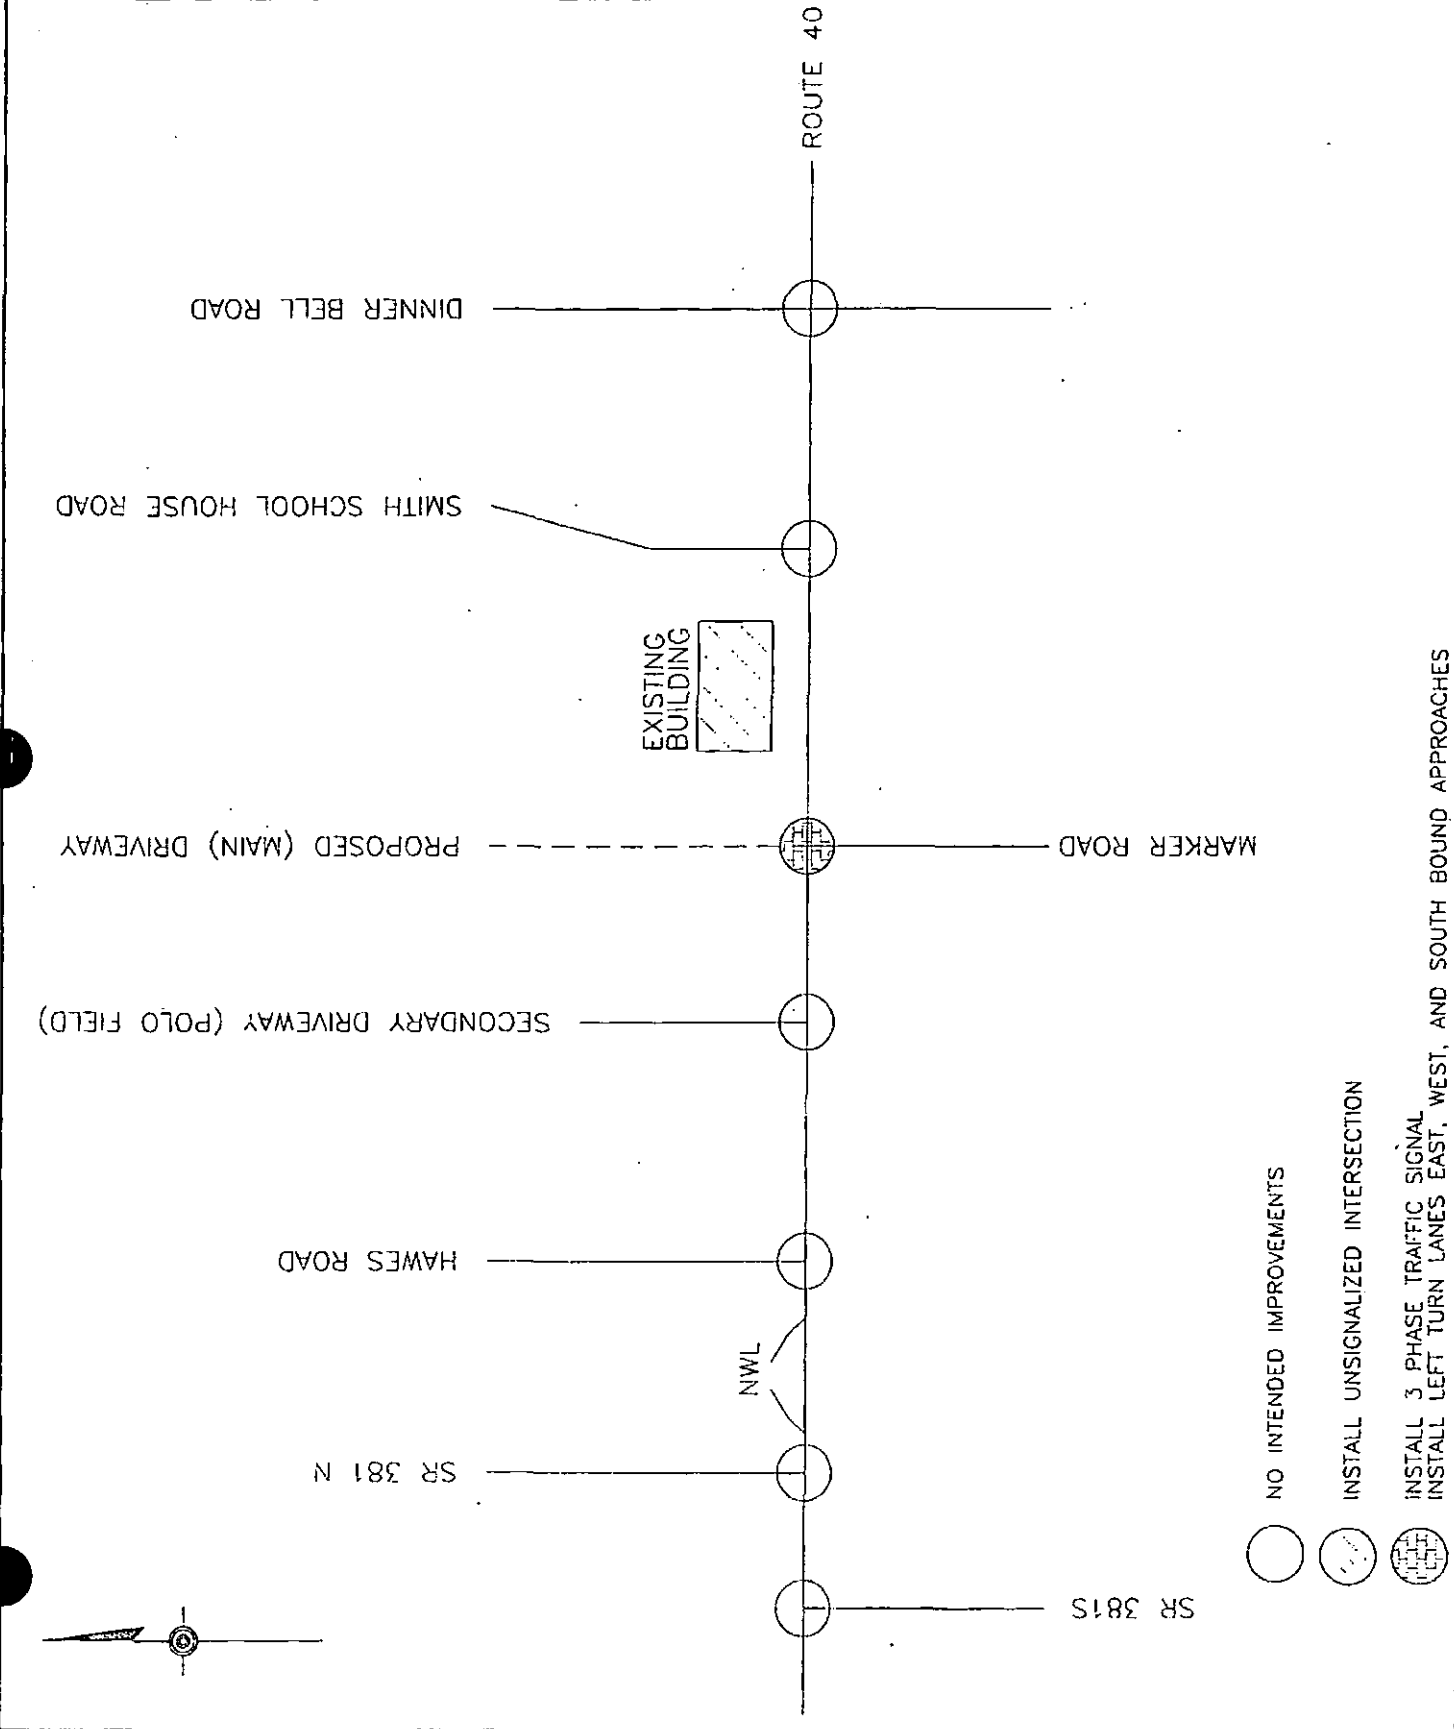 SR 381S
SR 381 N
NWL
HAWES ROAD
SECONDARY DRIVEWAY (POLO FIELD)
PROPOSED (MAIN) DRIVEWAY
MARKER ROAD
EXISTING
BUILDING
SMITH SCHOOL HOUSE ROAD
DINNER BELL ROAD
ROUTE 40
NO INTENDED IMPROVEMENTS
INSTALL UNSIGNALIZED INTERSECTION
INSTALL 3 PHASE TRAFFIC SIGNAL
INSTALL LEFT TURN LANES EAST, WEST, AND SOUTH BOUND APPROACHES